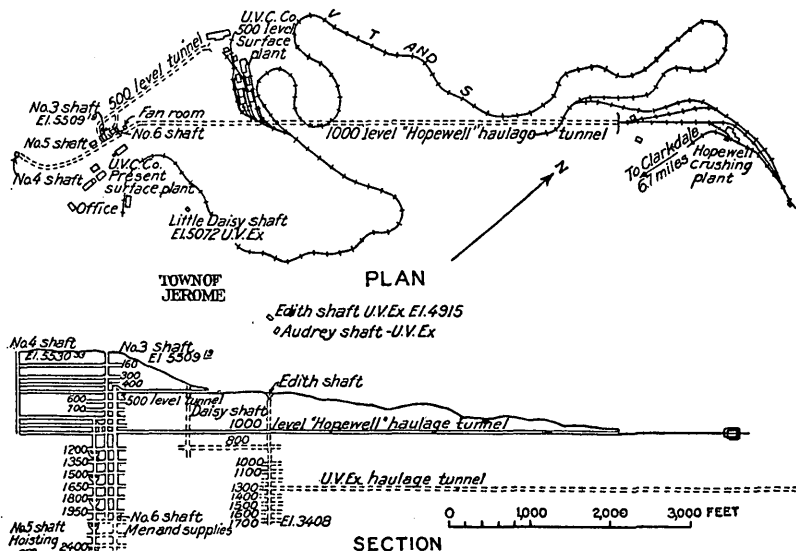 U.V.C. Co.
500 level
Surface
plant
V T AND S
500 level tunnel
No.3 shaft
El.5509
Fan room
No.5 shaft
No.6 shaft
1000 level "Hopewell" haulage tunnel
U.V.C.Co.
Present
surface plant
No.4 shaft
Office
To Clarkdale
6.1 miles
Hopewell
crushing
plant
N
Little Daisy shaft
El.5072 U.V.Ex
TOWN OF
JEROME
PLAN
Edith shaft U.V.Ex El.4915
Audrey shaft - U.V.Ex
No.4 shaft
El.5530
No.3 shaft
El 5509
160
300
400
500 level tunnel
600
700
Edith shaft
Daisy shaft
1000 level "Hopewell" haulage tunnel
800
1200
1350
1500
1650
1800
1950
1000
1100
1300
1400
1500
1600
1700
U.V.Ex. haulage tunnel
El.3408
No.5 shaft
Hoisting
2400
No.6 shaft
Men and supplies
0 1,000 2,000 3,000 FEET
SECTION